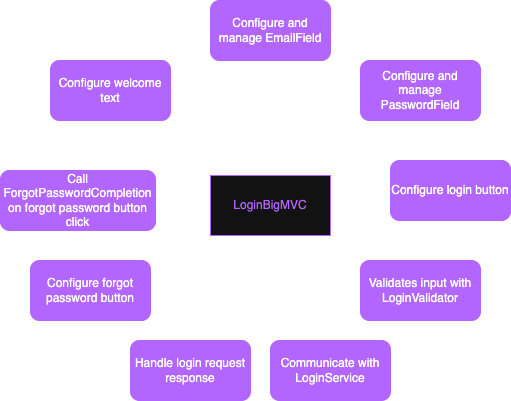 Configure and
manage EmailField
Configure welcome
text
Configure and
manage
PasswordField
Call
ForgotPasswordCompletion
on forgot password button
click
LoginBigMVC
Configure login button
Configure forgot
password button
Validates input with
LoginValidator
Handle login request
response
Communicate with
LoginService